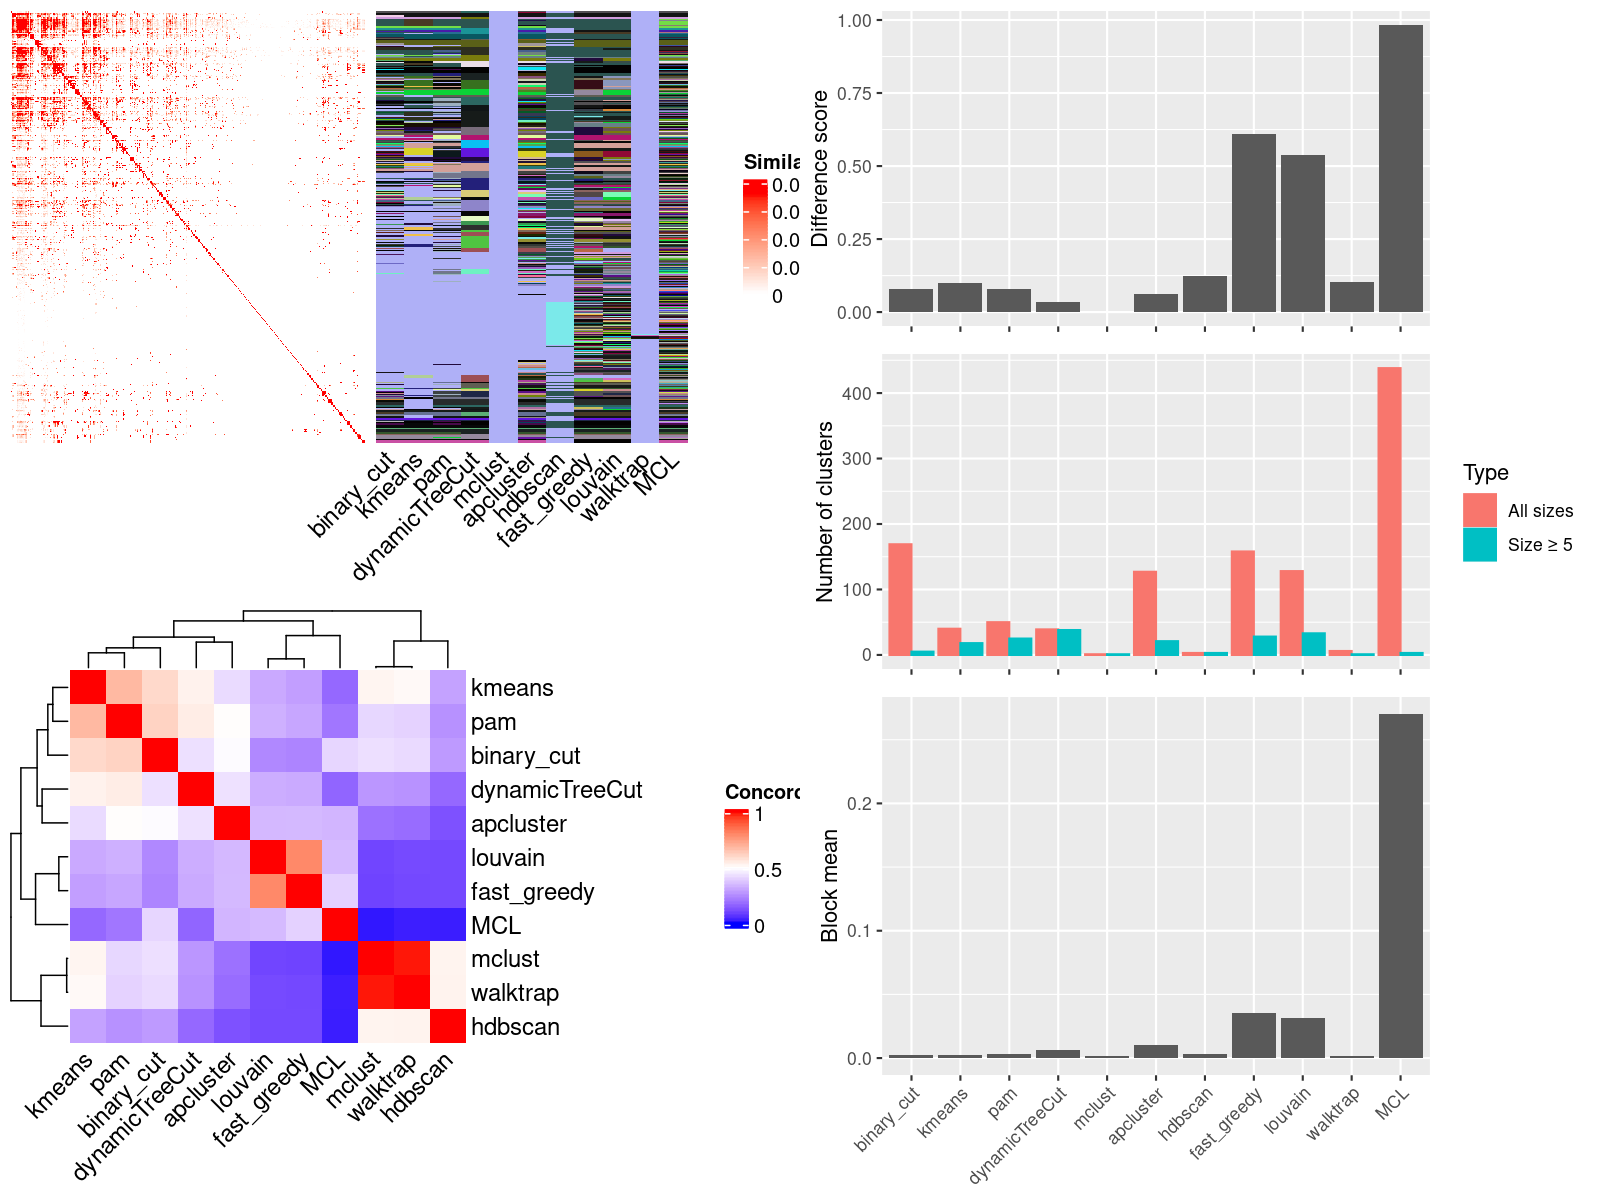 Simila
0.0
0.0
0.0
0.0
0
binary_cut
kmeans
pam
dynamicTreeCut
mclust
apcluster
hdbscan
fast_greedy
louvain
walktrap
MCL
kmeans
pam
binary_cut
dynamicTreeCut
apcluster
louvain
fast_greedy
MCL
mclust
walktrap
hdbscan
kmeans
pam
binary_cut
dynamicTreeCut
apcluster
louvain
fast_greedy
MCL
mclust
walktrap
hdbscan
Concord
1
0.5
0
Difference score
1.00
0.75
0.50
0.25
0.00
Number of clusters
400
300
200
100
0
Type
All sizes
Size ≥ 5
Block mean
0.2
0.1
0.0
binary_cut
kmeans
pam
dynamicTreeCut
mclust
apcluster
hdbscan
fast_greedy
louvain
walktrap
MCL